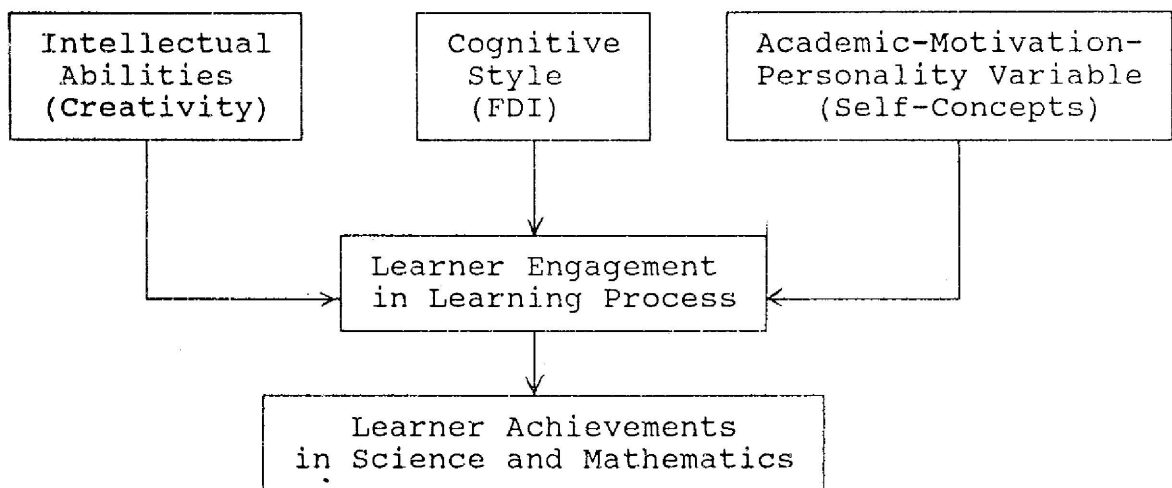 Intellectual
Abilities
(Creativity)
Cognitive
Style
(FDI)
Academic-Motivation-
Personality Variable
(Self-Concepts)
Learner Engagement
in Learning Process
Learner Achievements
in Science and Mathematics